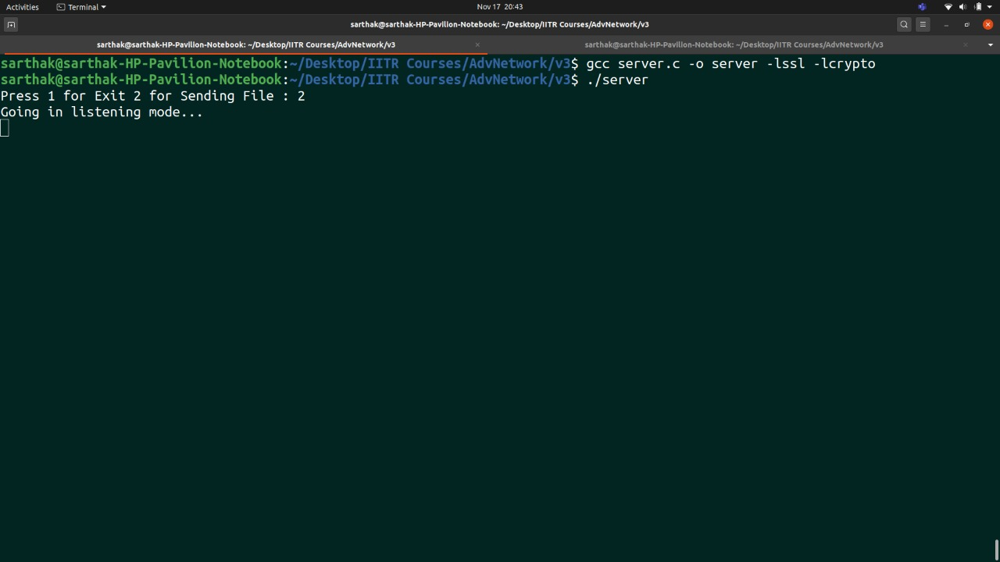 Activities Terminal Nov 17 20:43
sarthak@sarthak-HP-Pavilion-Notebook: ~/Desktop/IITR Courses/AdvNetwork/v3
sarthak@sarthak-HP-Pavilion-Notebook: ~/Desktop/IITR Courses/AdvNetwork/v3 sarthak@sarthak-HP-Pavilion-Notebook: ~/Desktop/IITR Courses/AdvNetwork/v3
sarthak@sarthak-HP-Pavilion-Notebook:~/Desktop/IITR Courses/AdvNetwork/v3$ gcc server.c -o server -lssl -lcrypto
sarthak@sarthak-HP-Pavilion-Notebook:~/Desktop/IITR Courses/AdvNetwork/v3$ ./server
Press 1 for Exit 2 for Sending File : 2
Going in listening mode...